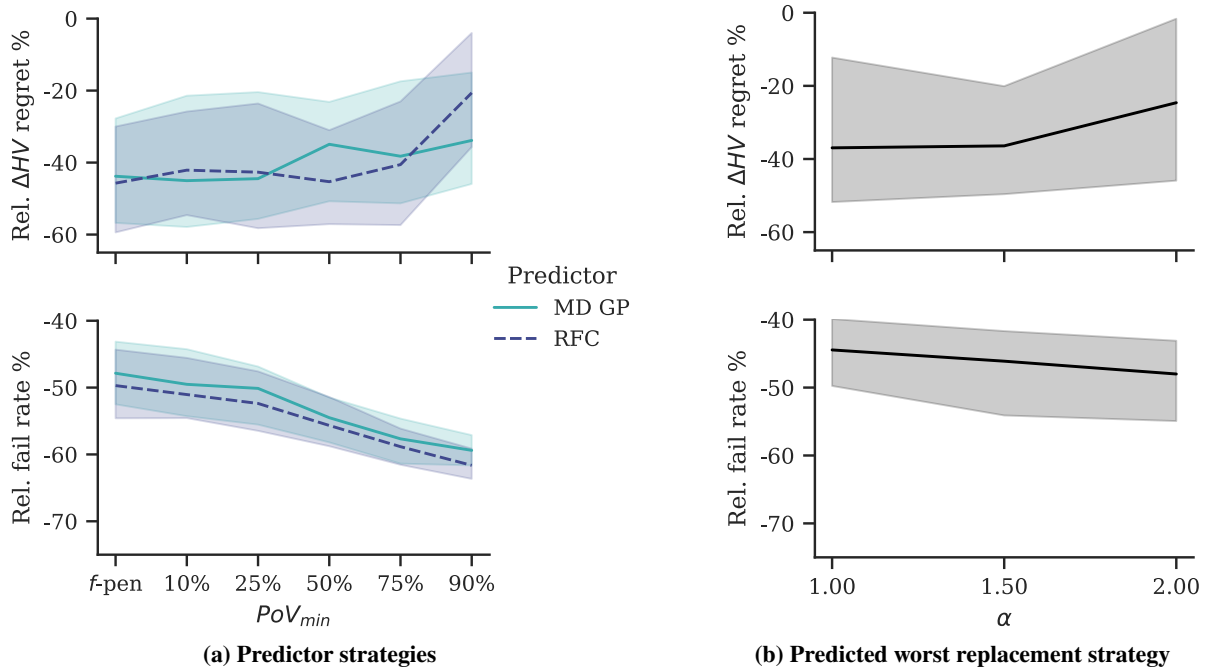 Rel. ΔHV regret %
0
-20
-40
-60
Predictor
MD GP
RFC
Rel. fail rate %
-40
-50
-60
-70
f-pen 10% 25% 50% 75% 90%
PoVmin
(a) Predictor strategies
Rel. ΔHV regret %
0
-20
-40
-60
Rel. fail rate %
-40
-50
-60
-70
1.00 1.50 2.00
α
(b) Predicted worst replacement strategy